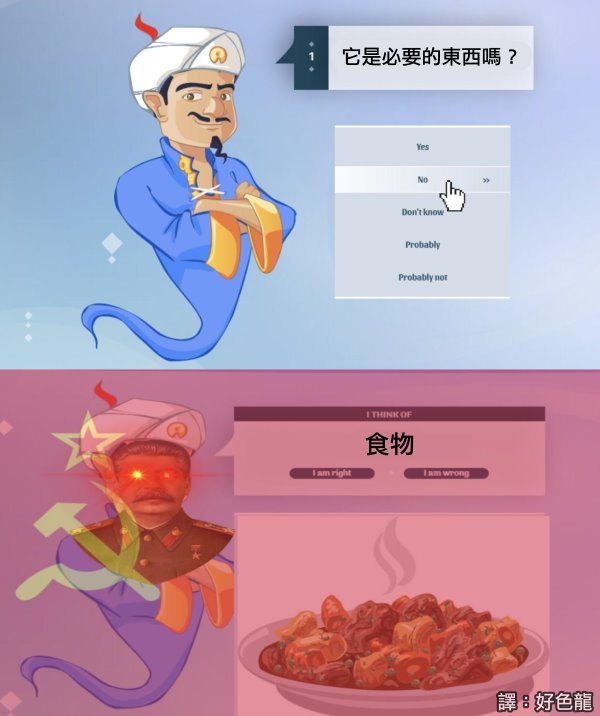 1
它是必要的東西嗎？
Yes
No
Don't know
Probably
Probably not
I THINK OF
食物
I am right
I am wrong
譯：好色龍